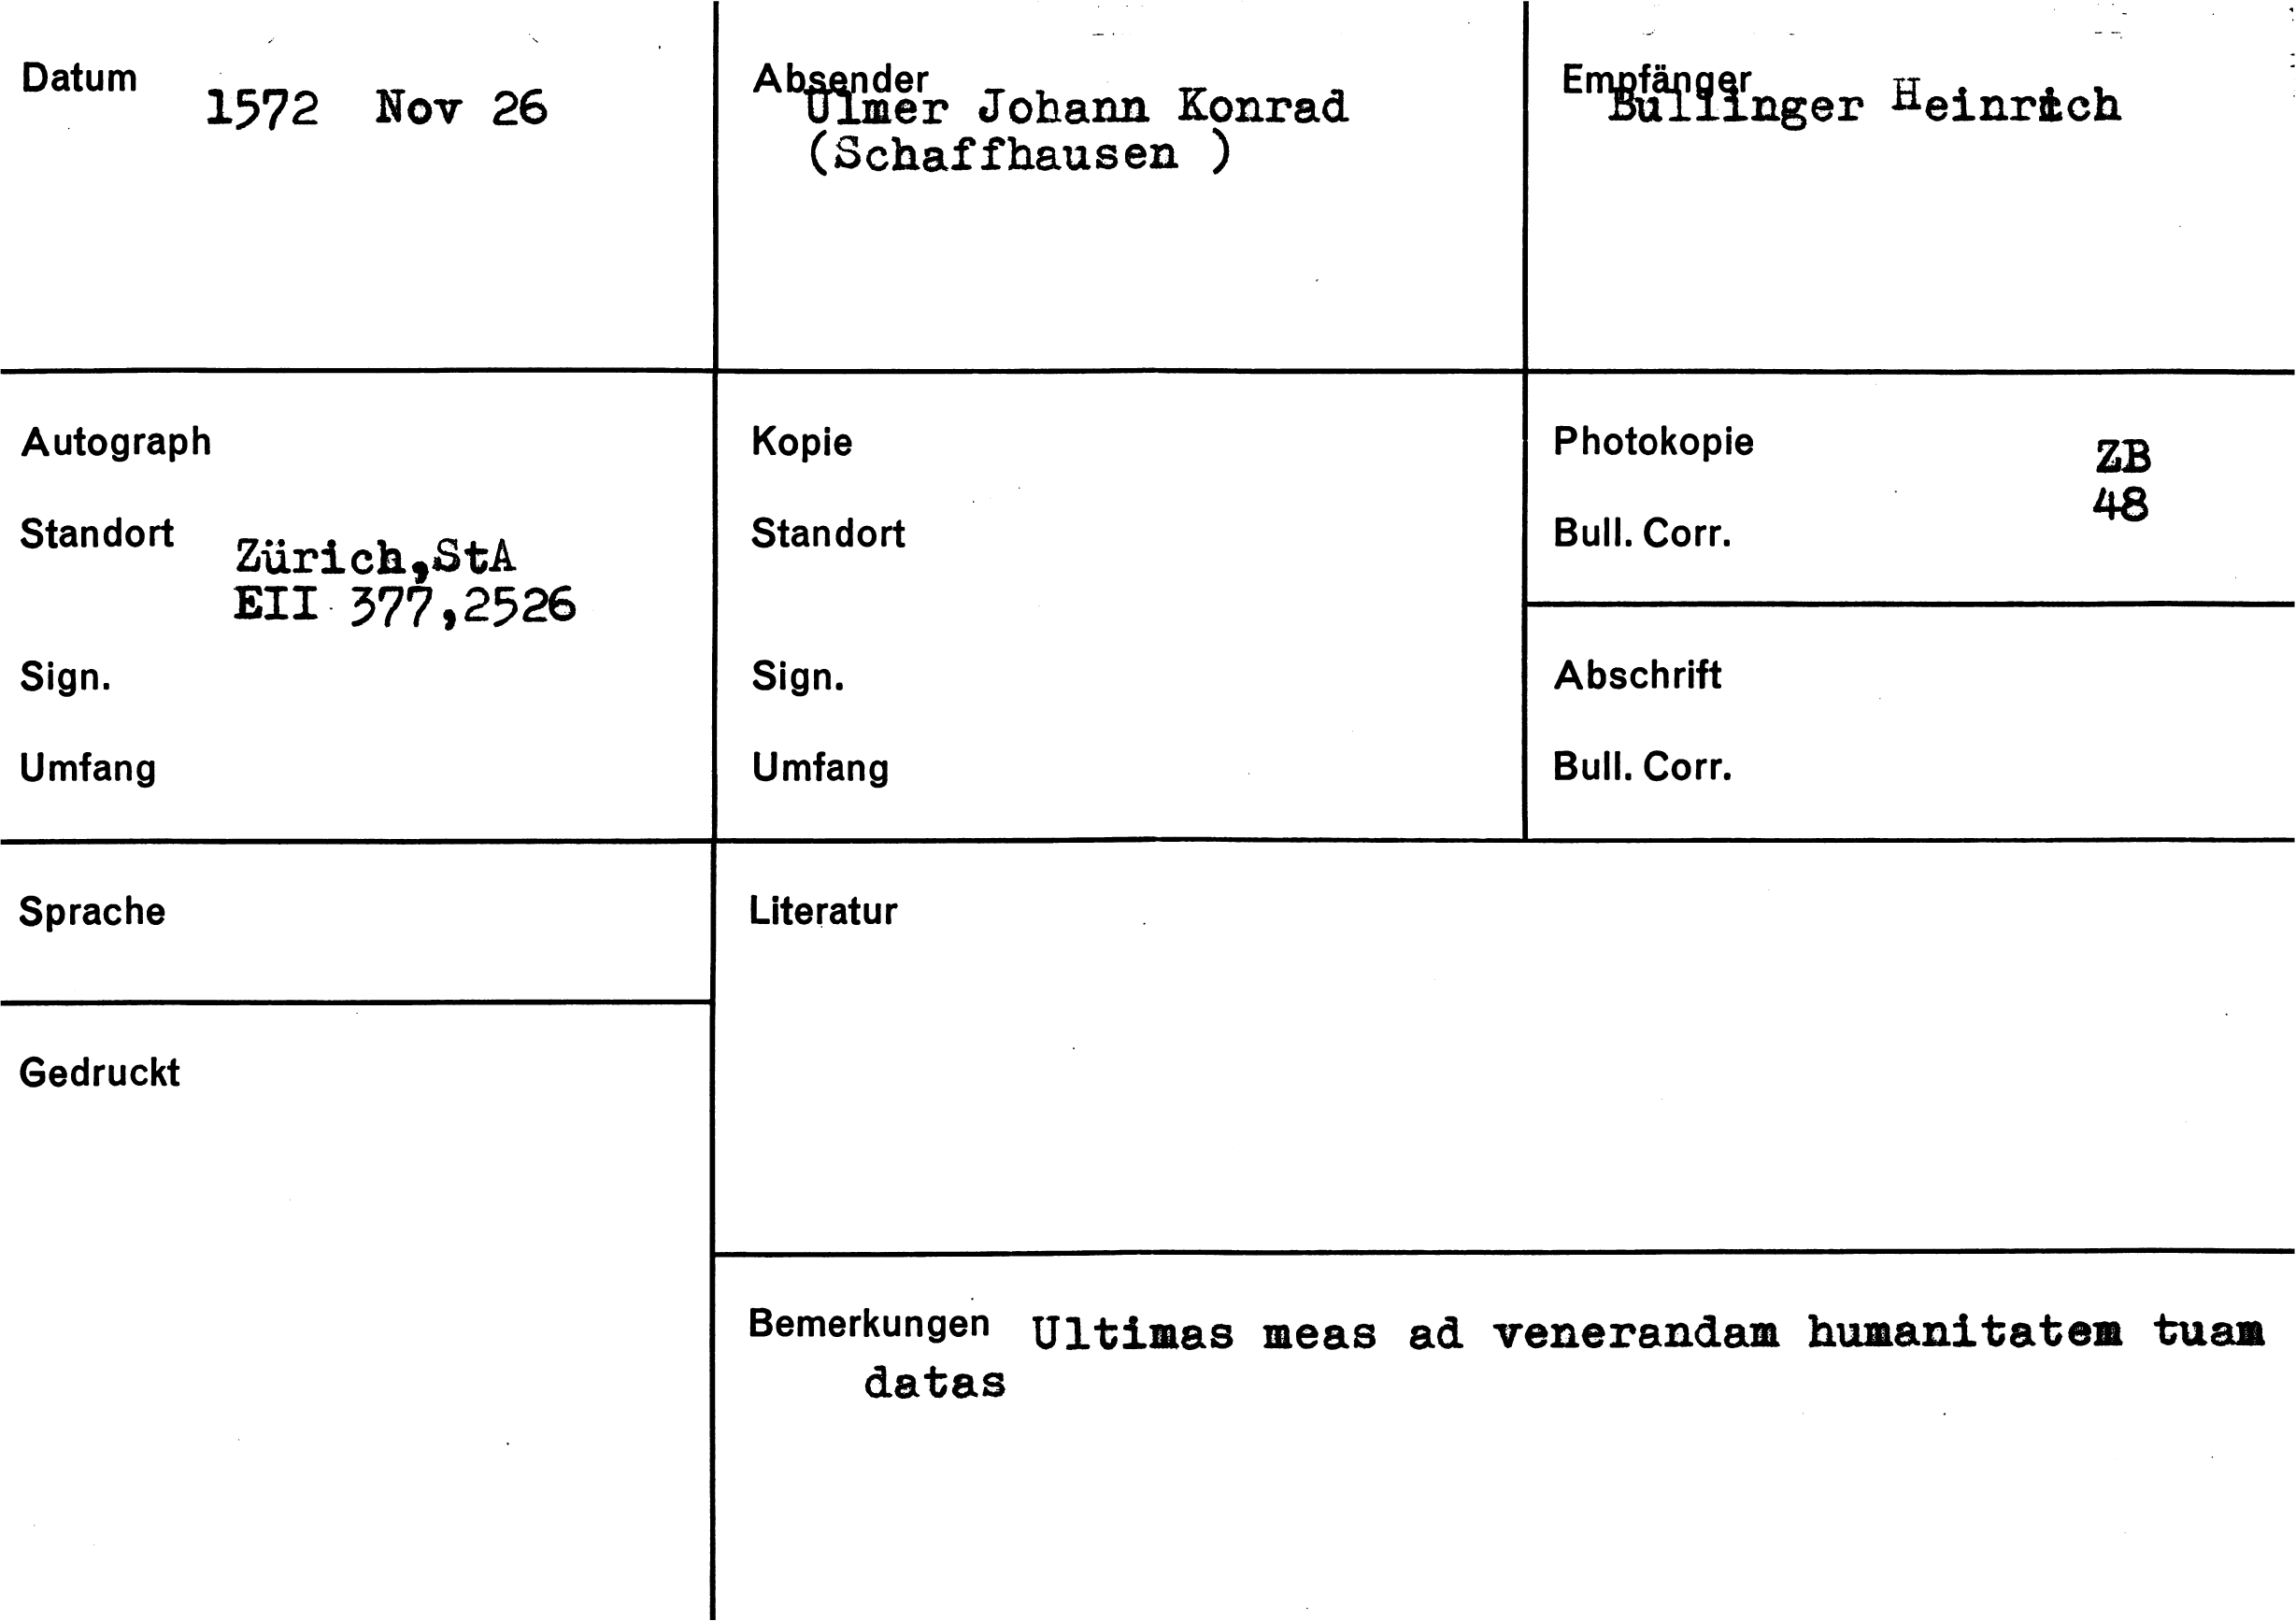 Datum 1572 Nov 26
Absender
Ulmer Johann Konrad
(Schaffhausen )
Empfänger
Bullinger Heinrich
Autograph
Standort Zürich,StA
EII 377,2526
Sign.
Umfang
Kopie
Standort
Sign.
Umfang
Photokopie ZB
48
Bull. Corr.
Abschrift
Bull. Corr.
Sprache
Gedruckt
Literatur
Bemerkungen Ultimas meas ad venerandam humanitatem tuam
datas